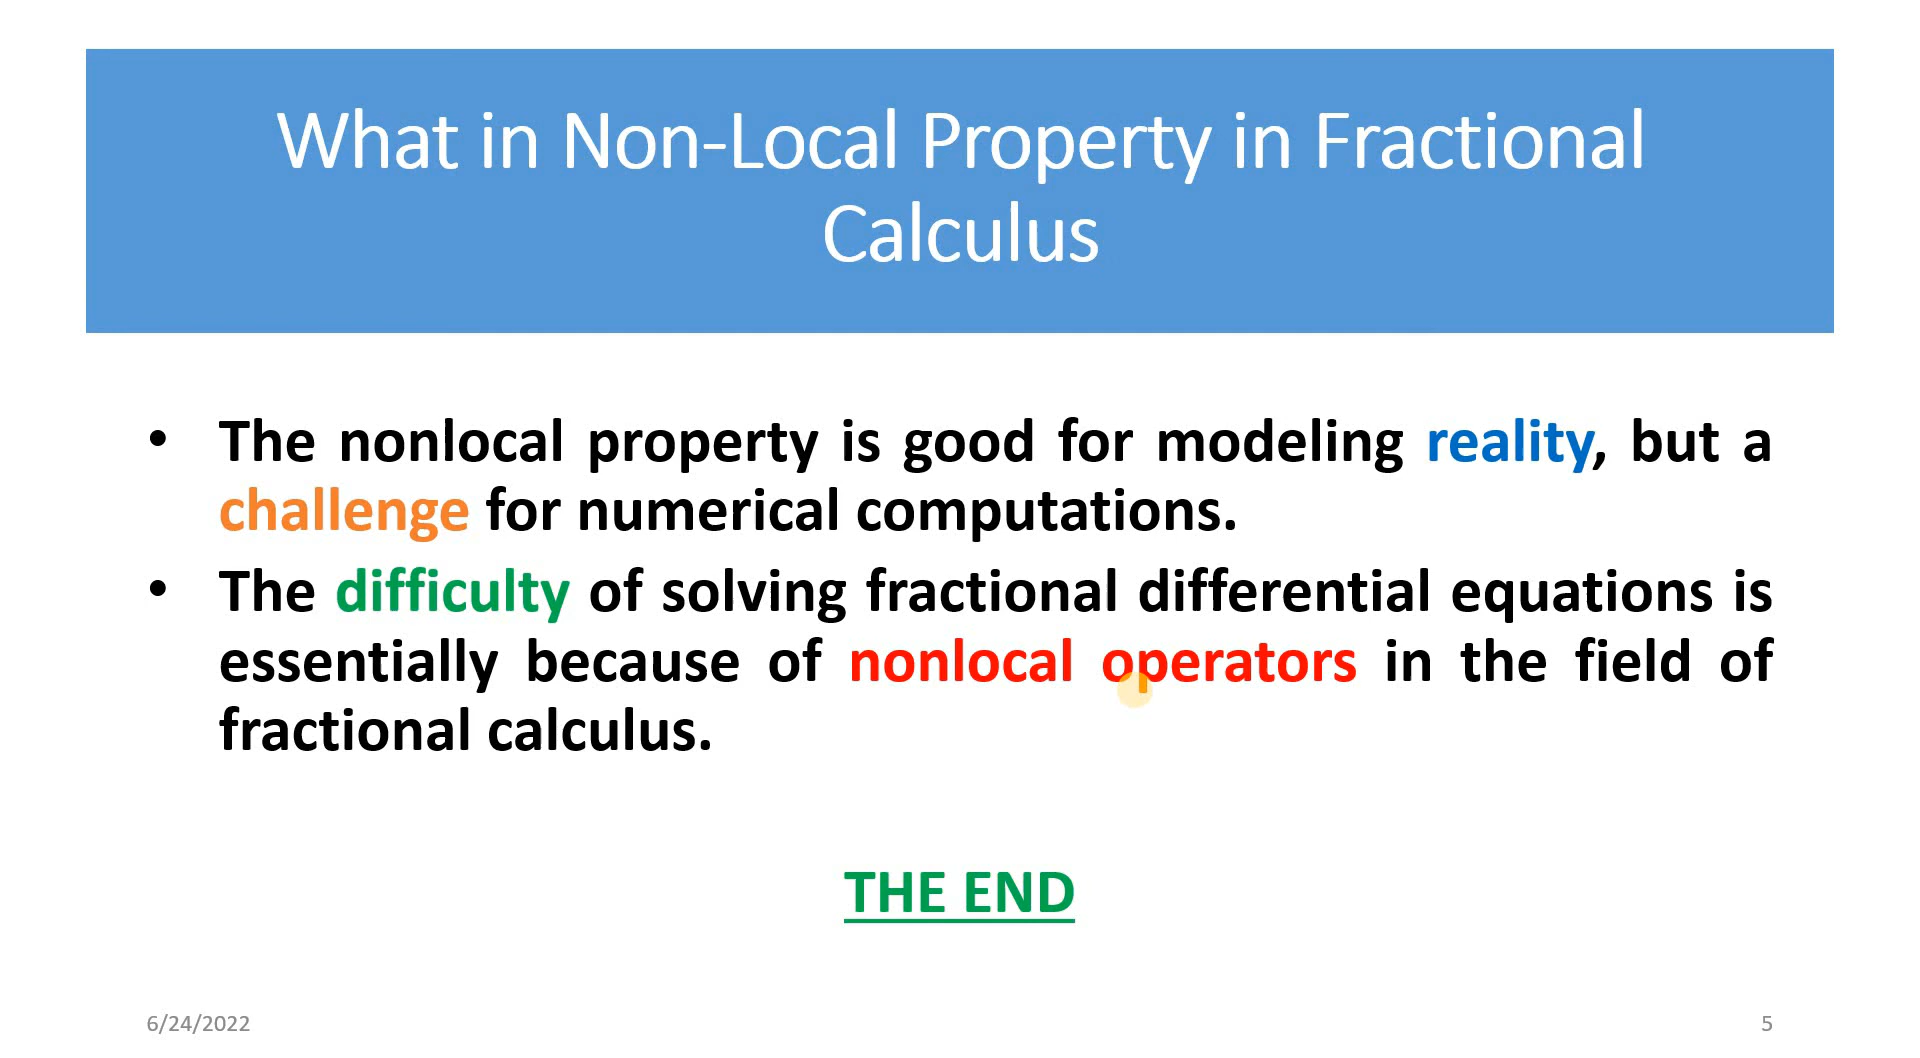 What in Non-Local Property in Fractional
Calculus
• The nonlocal property is good for modeling reality, but a
challenge for numerical computations.
• The difficulty of solving fractional differential equations is
essentially because of nonlocal operators in the field of
fractional calculus.
THE END
6/24/2022
5